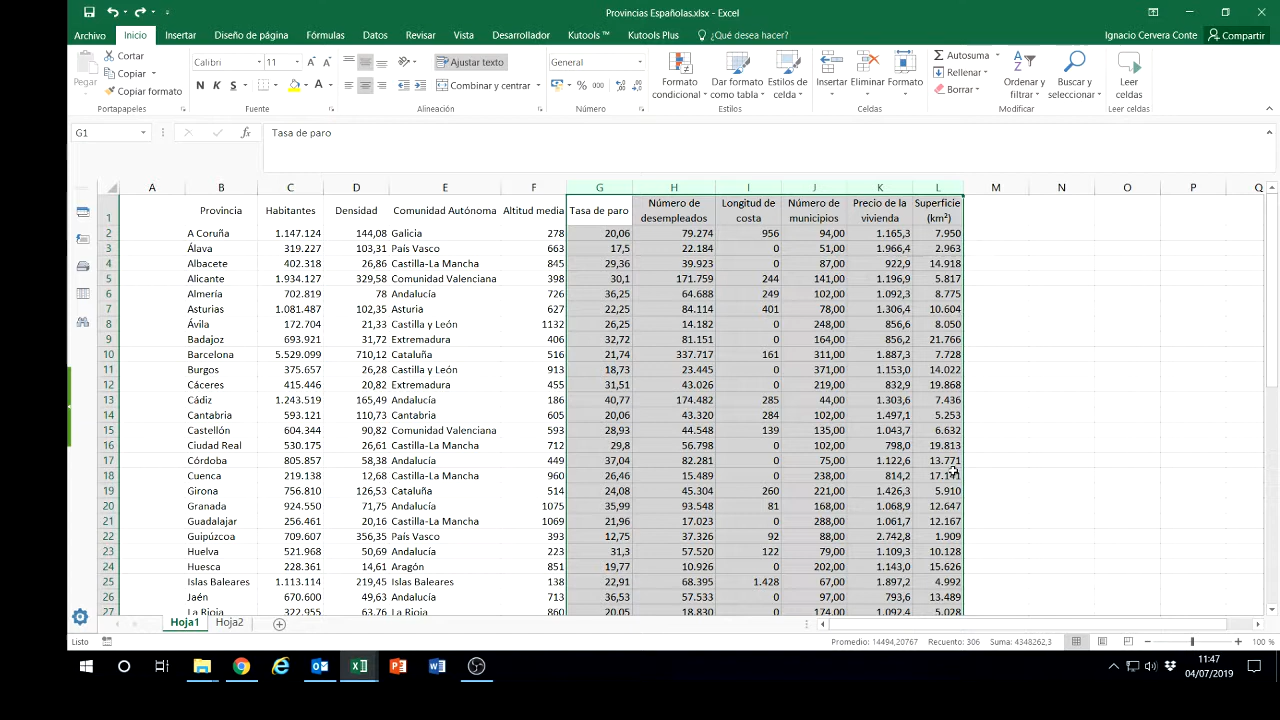 Provincias Españolas.xlsx - Excel
Archivo Inicio Insertar Diseño de página Fórmulas Datos Revisar Vista Desarrollador Kutools ™ Kutools Plus ¿Qué desea hacer? Ignacio Cervera Conte Compartir
Pegar
Cortar
Copiar
Copiar formato
Portapapeles
Calibri 11 A A
N K S A
Fuente
Ajustar texto
Combinar y centrar
Alineación
General
% 000
Número
Formato condicional
Dar formato como tabla
Estilos de celda
Estilos
Insertar Eliminar Formato
Celdas
Autosuma
Rellenar
Borrar
Ordenar y filtrar
Buscar y seleccionar
Modificar
Leer celdas
Leer celdas
G1 fx Tasa de paro
A B C D E F G H I J K L M N O P Q
1 Provincia Habitantes Densidad Comunidad Autónoma Altitud media Tasa de paro Número de desempleados Longitud de costa Número de municipios Precio de la vivienda Superficie (km²)
2 A Coruña 1.147.124 144,08 Galicia 278 20,06 79.274 956 94,00 1.165,3 7.950
3 Álava 319.227 103,31 País Vasco 663 17,5 22.184 0 51,00 1.966,4 2.963
4 Albacete 402.318 26,86 Castilla-La Mancha 845 29,36 39.923 0 87,00 922,9 14.918
5 Alicante 1.934.127 329,58 Comunidad Valenciana 398 30,1 171.759 244 141,00 1.196,9 5.817
6 Almería 702.819 78 Andalucía 726 36,25 64.688 249 102,00 1.092,3 8.775
7 Asturias 1.081.487 102,35 Asturia 627 22,25 84.114 401 78,00 1.306,4 10.604
8 Ávila 172.704 21,33 Castilla y León 1132 26,25 14.182 0 248,00 856,6 8.050
9 Badajoz 693.921 31,72 Extremadura 406 32,72 81.151 0 164,00 856,2 21.766
10 Barcelona 5.529.099 710,12 Cataluña 516 21,74 337.717 161 311,00 1.887,3 7.728
11 Burgos 375.657 26,28 Castilla y León 913 18,73 23.445 0 371,00 1.153,0 14.022
12 Cáceres 415.446 20,82 Extremadura 455 31,51 43.026 0 219,00 832,9 19.868
13 Cádiz 1.243.519 165,49 Andalucía 186 40,77 174.482 285 44,00 1.303,6 7.436
14 Cantabria 593.121 110,73 Cantabria 605 20,06 43.320 284 102,00 1.497,1 5.253
15 Castellón 604.344 90,82 Comunidad Valenciana 593 28,93 44.548 139 135,00 1.043,7 6.632
16 Ciudad Real 530.175 26,61 Castilla-La Mancha 712 29,8 56.798 0 102,00 798,0 19.813
17 Córdoba 805.857 58,38 Andalucía 449 37,04 82.281 0 75,00 1.122,6 13.771
18 Cuenca 219.138 12,68 Castilla-La Mancha 960 26,46 15.489 0 238,00 814,2
19 Girona 756.810 126,53 Cataluña 514 24,08 45.304 260 221,00 1.426,3 5.910
20 Granada 924.550 71,75 Andalucía 1075 35,99 93.548 81 168,00 1.068,9 12.647
21 Guadalajar 256.461 20,16 Castilla-La Mancha 1069 21,96 17.023 0 288,00 1.061,7 12.167
22 Guipúzcoa 709.607 356,35 País Vasco 393 12,75 37.326 92 88,00 2.742,8 1.909
23 Huelva 521.968 50,69 Andalucía 223 31,3 57.520 122 79,00 1.109,3 10.128
24 Huesca 228.361 14,61 Aragón 851 19,77 10.926 0 202,00 1.143,0 15.626
25 Islas Baleares 1.113.114 219,45 Islas Baleares 138 22,91 68.395 1.428 67,00 1.897,2 4.992
26 Jaén 670.600 49,63 Andalucía 714 36,53 57.533 0 97,00 793,6 13.489
27 La Rioja 322.955 63,76 La Rioja 860 20,05 18.830 0 174,00 1.092,4 5.028
Hoja1 Hoja2
Listo Promedio: 14494,20767 Recuento: 306 Suma: 4348262,3 100 %
11:47
04/07/2019